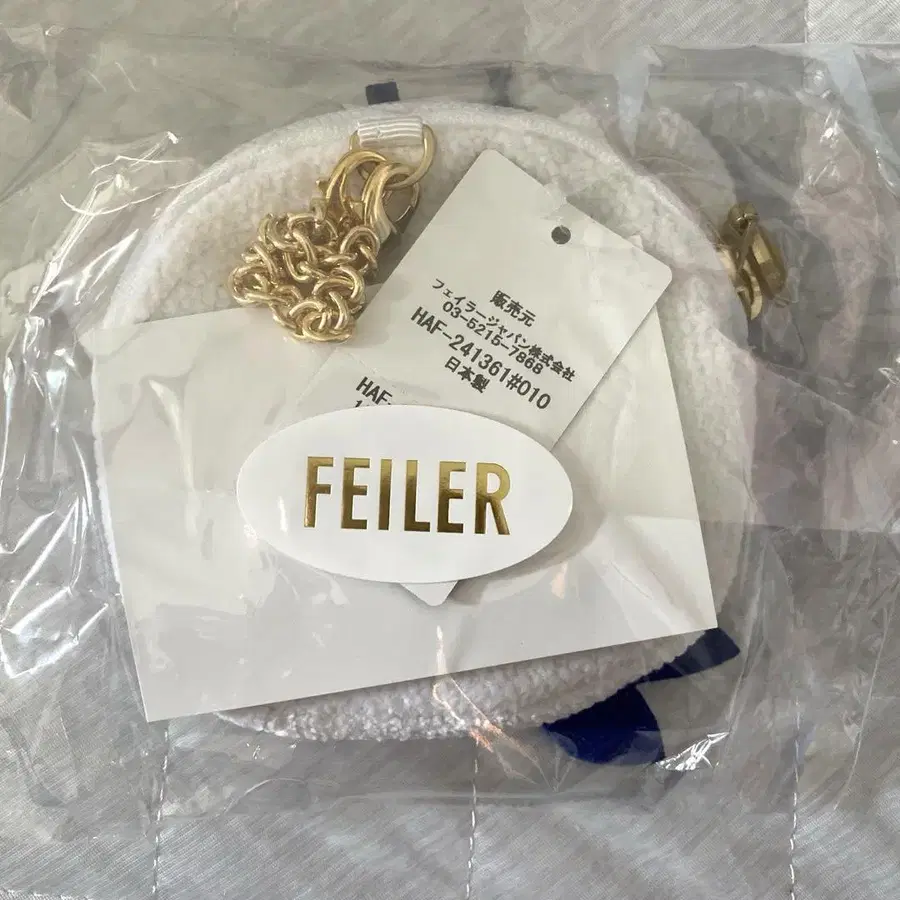 販売元
フェイラージャパン株式会社
03-5215-7868
HAF-241361#010
日本製
HAF-
FEILER